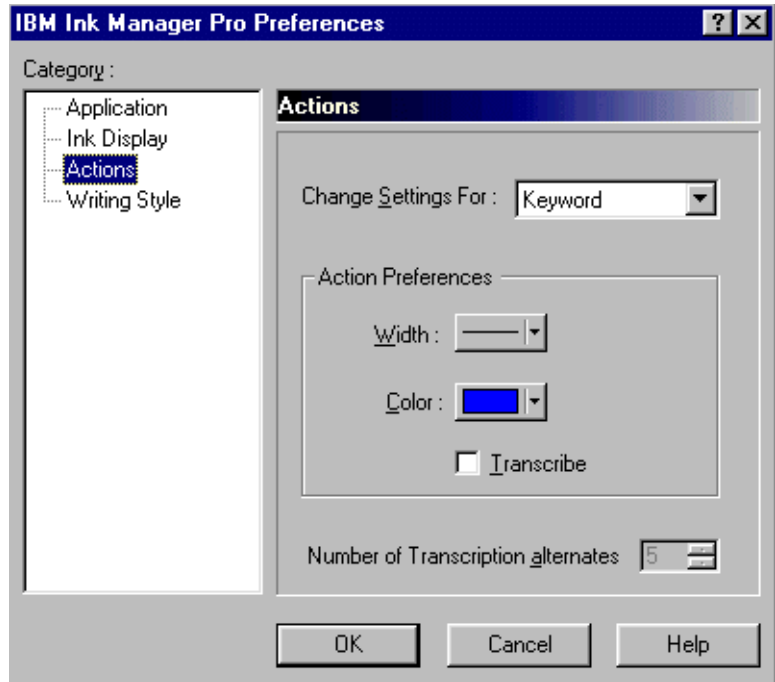 IBM Ink Manager Pro Preferences
Category :
Application
Ink Display
Actions
Writing Style
Actions
Change Settings For : Keyword
Action Preferences
Width :
Color :
Transcribe
Number of Transcription alternates 5
OK Cancel Help